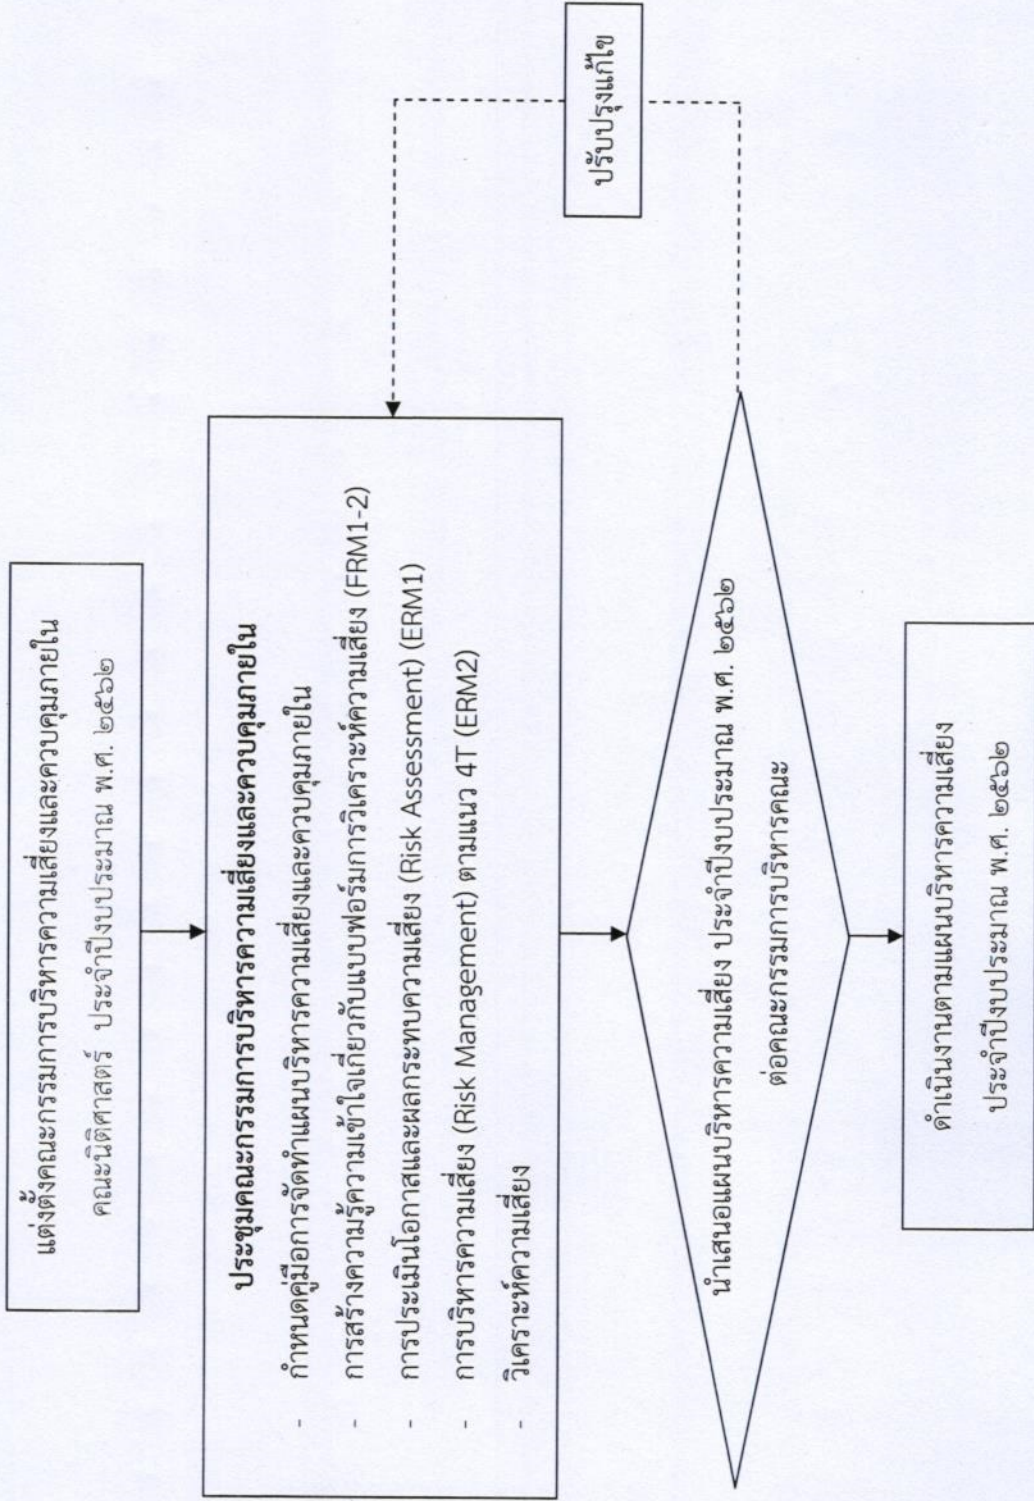 แต่งตั้งคณะกรรมการบริหารความเสี่ยงและควบคุมภายใน
คณะนิติศาสตร์ ประจำปีงบประมาณ พ.ศ. ๒๕๖๒
ประชุมคณะกรรมการบริหารความเสี่ยงและควบคุมภายใน
- กำหนดคู่มือการจัดทำแผนบริหารความเสี่ยงและควบคุมภายใน
- การสร้างความรู้ความเข้าใจเกี่ยวกับแบบฟอร์มการวิเคราะห์ความเสี่ยง (FRM1-2)
- การประเมินโอกาสและผลกระทบความเสี่ยง (Risk Assessment) (ERM1)
- การบริหารความเสี่ยง (Risk Management) ตามแนว 4T (ERM2)
- วิเคราะห์ความเสี่ยง
ปรับปรุงแก้ไข
นำเสนอแผนบริหารความเสี่ยง ประจำปีงบประมาณ พ.ศ. ๒๕๖๒
ต่อคณะกรรมการบริหารคณะ
ดำเนินงานตามแผนบริหารความเสี่ยง
ประจำปีงบประมาณ พ.ศ. ๒๕๖๒